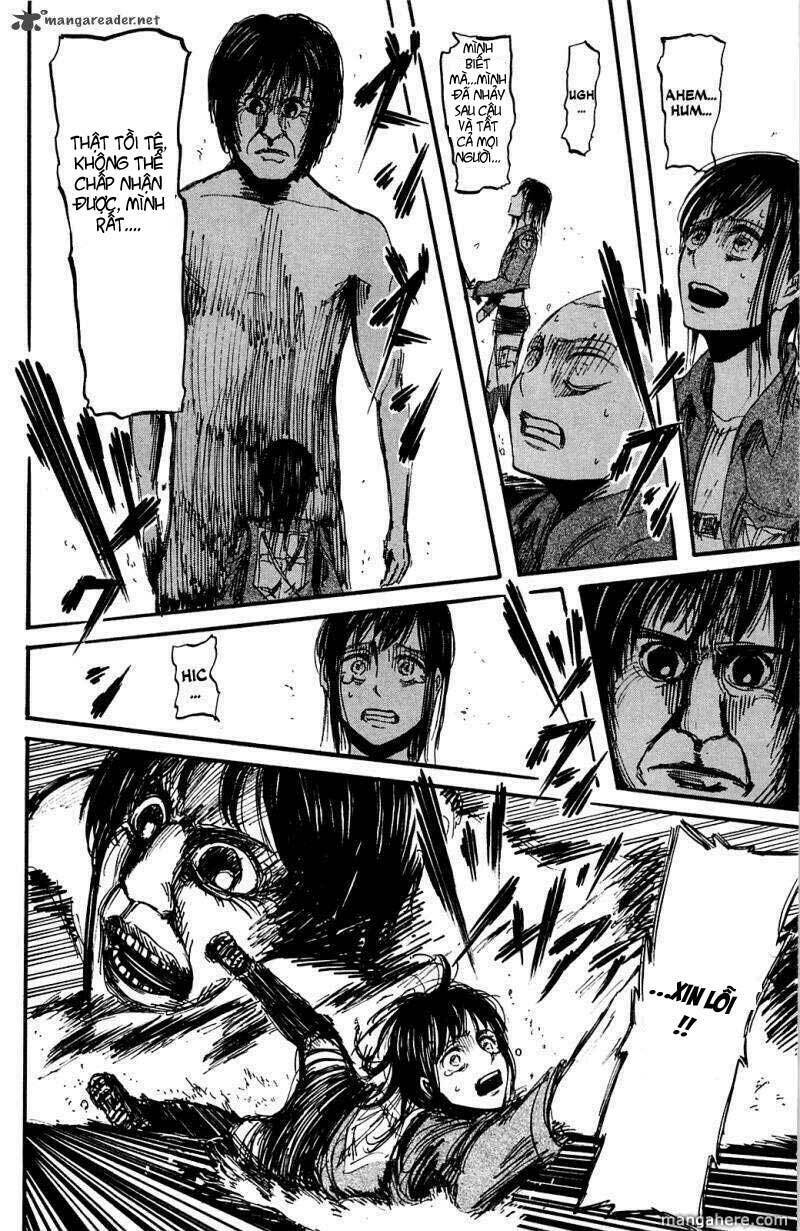 mangareader.net
AHEM...
HUM...
UGH
...
MÌNH
BIẾT
MÀ...MÌNH
ĐÃ NHẢY
SAU CẬU
VÀ TẤT
CẢ MỌI
NGƯỜI...
THẬT TỒI TỆ,
KHÔNG THỂ
CHẤP NHẬN
ĐƯỢC, MÌNH
RẤT....
HIC
...
...XIN LỖI
!!
mangahere.com